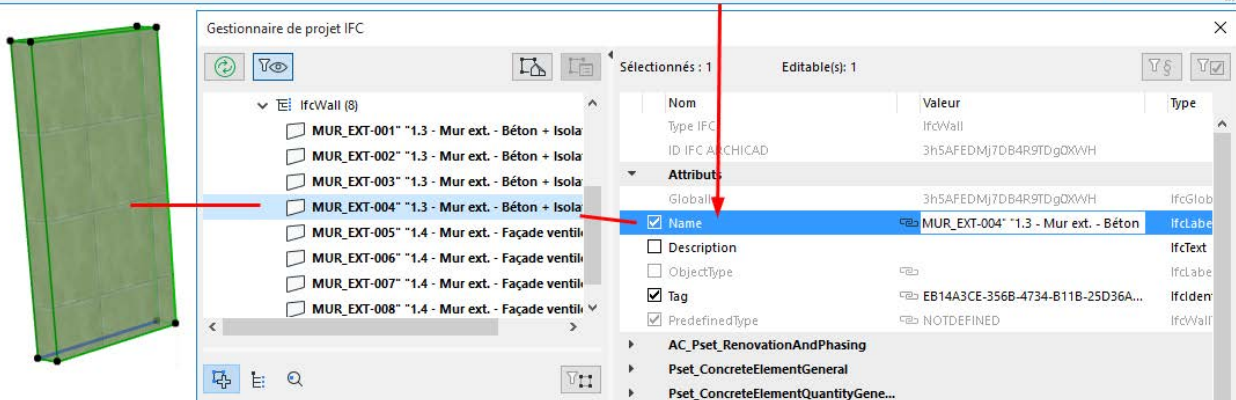 Gestionnaire de projet IFC
Sélectionnés : 1 Editable(s): 1
IfcWall (8)
MUR_EXT-001" "1.3 - Mur ext. - Béton + Isola
MUR_EXT-002" "1.3 - Mur ext. - Béton + Isola
MUR_EXT-003" "1.3 - Mur ext. - Béton + Isola
MUR_EXT-004" "1.3 - Mur ext. - Béton + Isola
MUR_EXT-005" "1.4 - Mur ext. - Façade ventil
MUR_EXT-006" "1.4 - Mur ext. - Façade ventil
MUR_EXT-007" "1.4 - Mur ext. - Façade ventil
MUR_EXT-008" "1.4 - Mur ext. - Façade ventil
Nom Valeur Type
Type IFC IfcWall
ID IFC ARCHICAD 3h5AFEDMj7DB4R9TDg0XWH
Attributs
GlobalI 3h5AFEDMj7DB4R9TDg0XWH IfcGlob
Name MUR_EXT-004" "1.3 - Mur ext. - Béton IfcLabe
Description IfcText
ObjectType IfcLabe
Tag EB14A3CE-356B-4734-B11B-25D36A... IfcIden
PredefinedType NOTDEFINED IfcWallT
AC_Pset_RenovationAndPhasing
Pset_ConcreteElementGeneral
Pset_ConcreteElementQuantityGene...